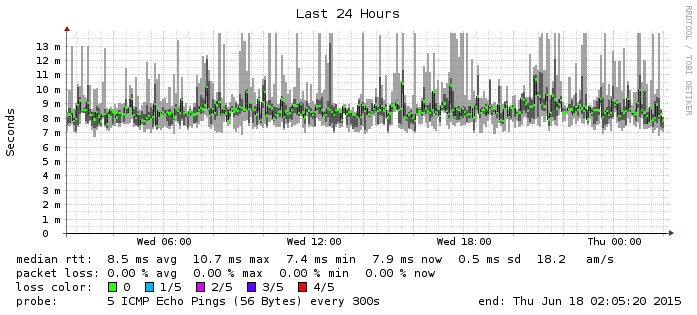 Last 24 Hours
RRDTOOL / TOBI OETIKER
Seconds
13 m
12 m
11 m
10 m
9 m
8 m
7 m
6 m
5 m
4 m
3 m
2 m
1 m
0
Wed 06:00 Wed 12:00 Wed 18:00 Thu 00:00
median rtt: 8.5 ms avg 10.7 ms max 7.4 ms min 7.9 ms now 0.5 ms sd 18.2 am/s
packet loss: 0.00 % avg 0.00 % max 0.00 % min 0.00 % now
loss color: 0 1/5 2/5 3/5 4/5
probe: 5 ICMP Echo Pings (56 Bytes) every 300s end: Thu Jun 18 02:05:20 2015